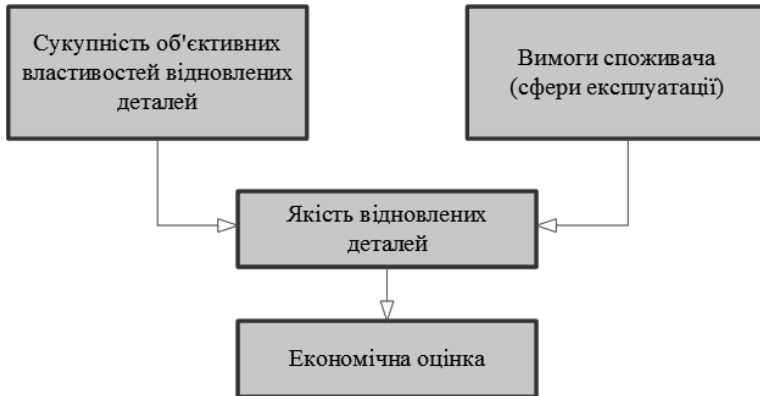 Сукупність об'єктивних
властивостей відновлених
деталей
Вимоги споживача
(сфери експлуатації)
Якість відновлених
деталей
Економічна оцінка